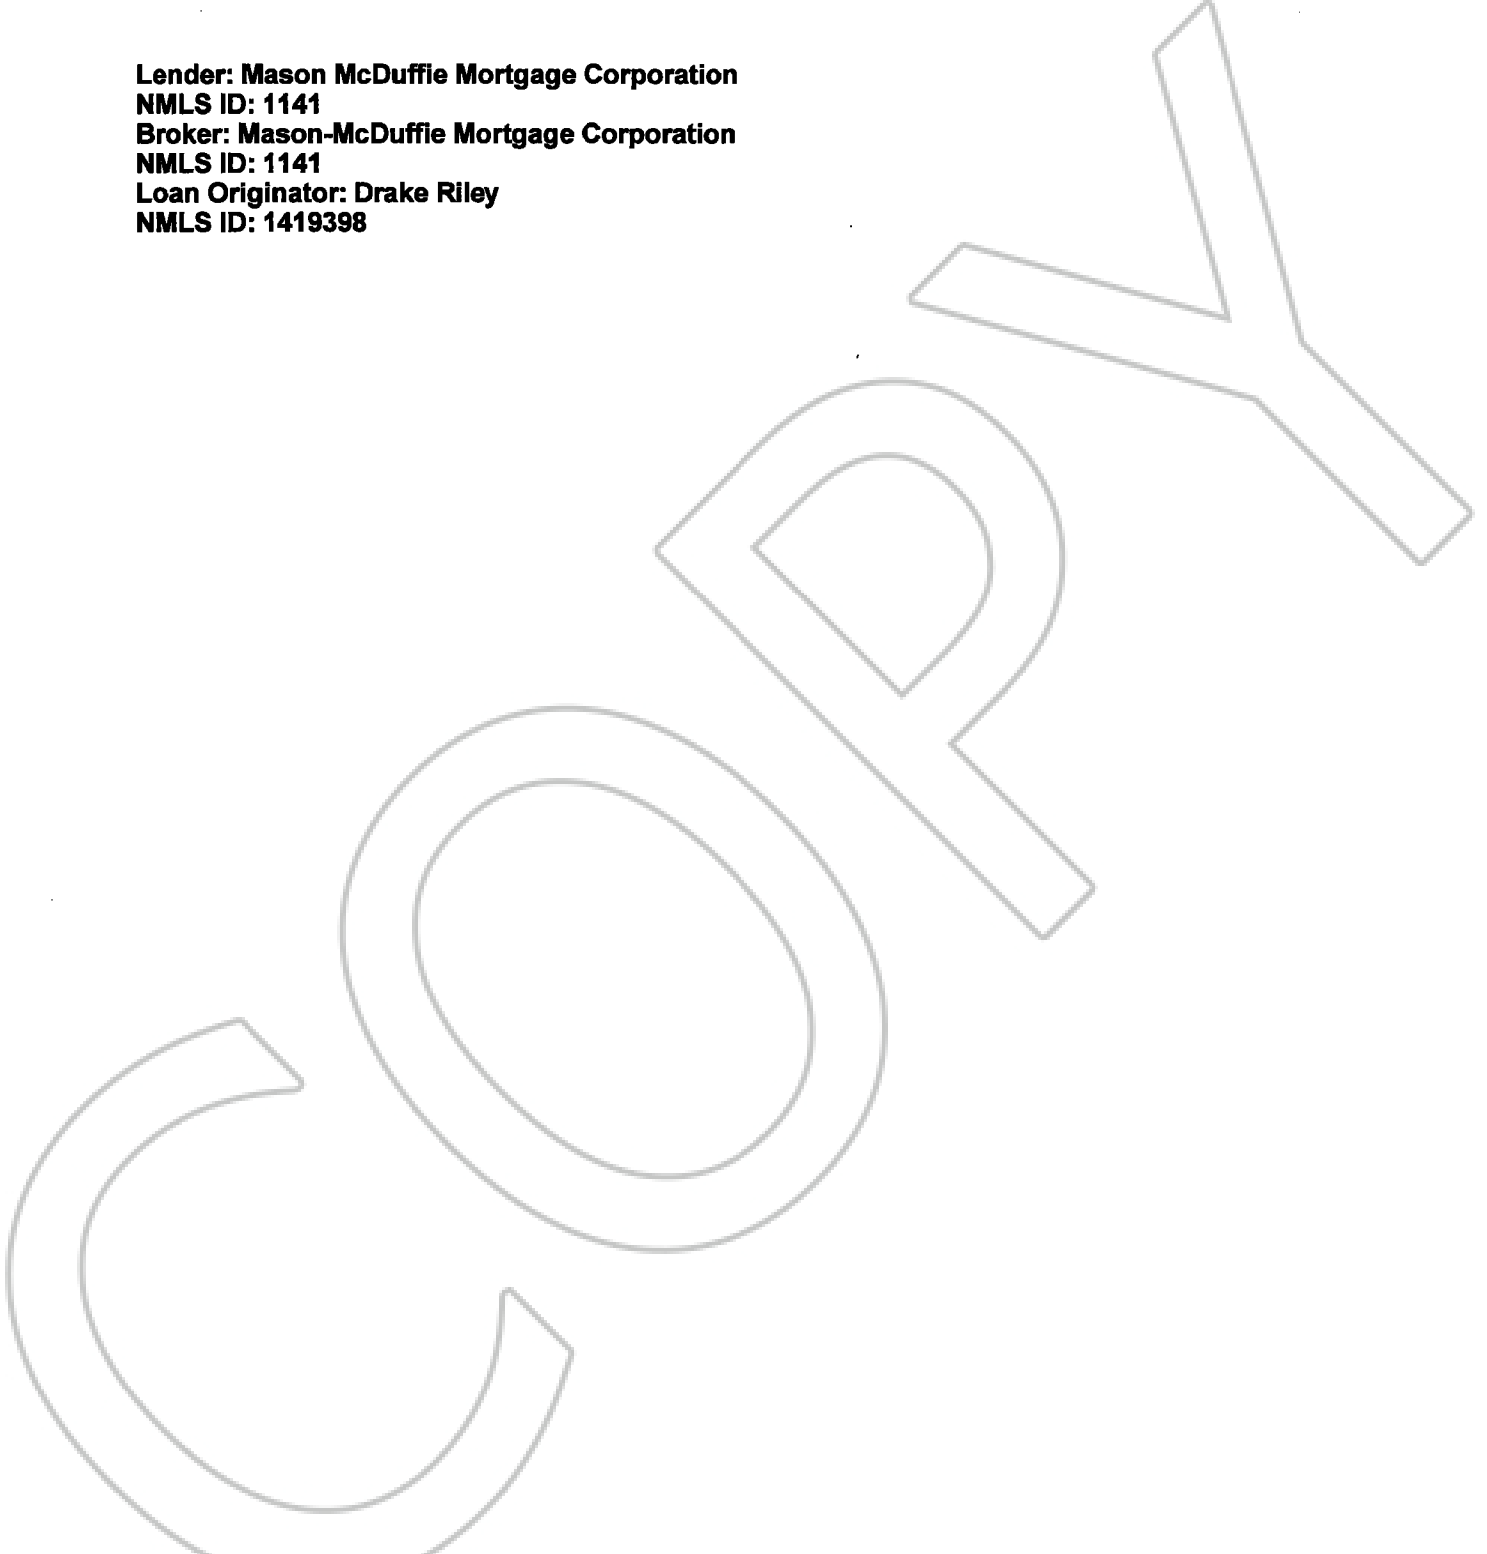 Lender: Mason McDuffie Mortgage Corporation
NMLS ID: 1141
Broker: Mason-McDuffie Mortgage Corporation
NMLS ID: 1141
Loan Originator: Drake Riley
NMLS ID: 1419398
COPY